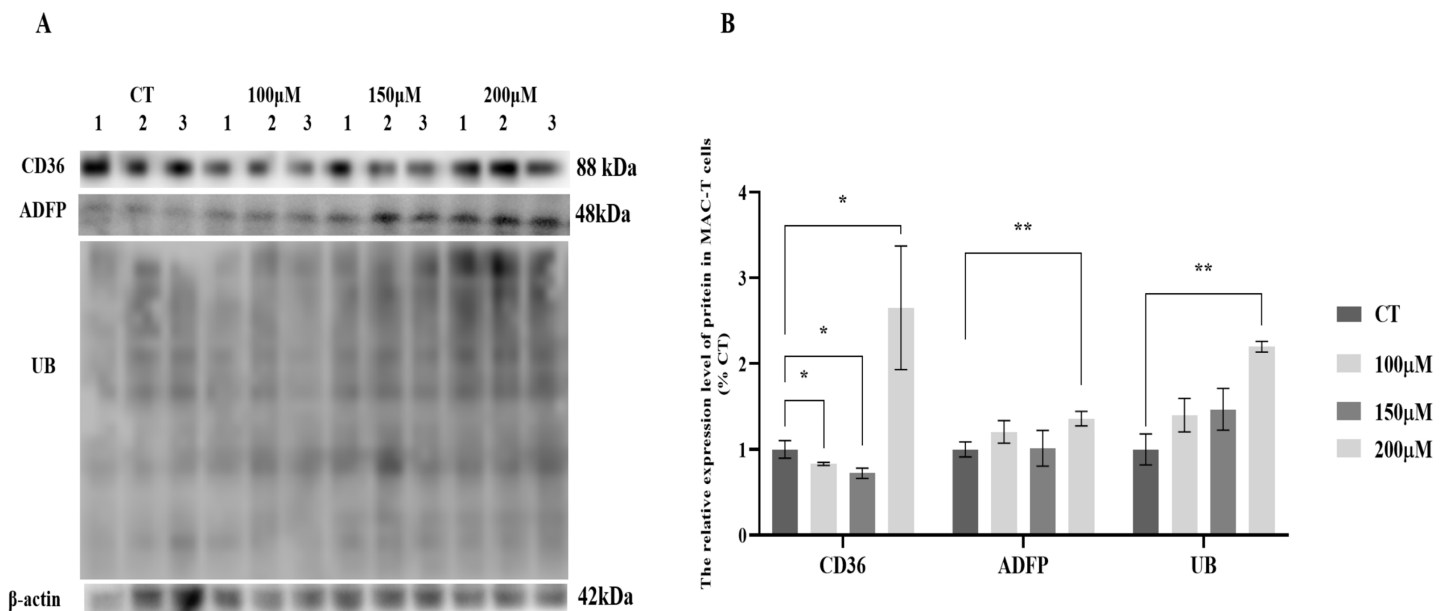 A
B
CT 100μM 150μM 200μM
1 2 3 1 2 3 1 2 3 1 2 3
CD36 88 kDa
ADFP 48kDa
UB
β-actin 42kDa
The relative expression level of pritein in MAC-T cells
(% CT)
4
3
2
1
0
*
*
*
**
**
CD36 ADFP UB
CT
100μM
150μM
200μM